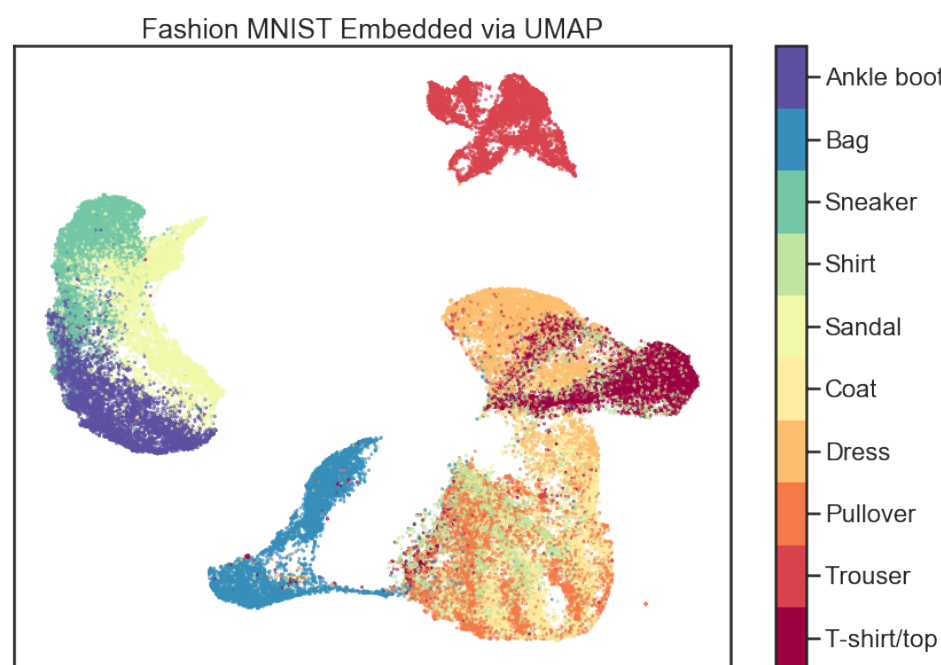 Fashion MNIST Embedded via UMAP
Ankle boot
Bag
Sneaker
Shirt
Sandal
Coat
Dress
Pullover
Trouser
T-shirt/top